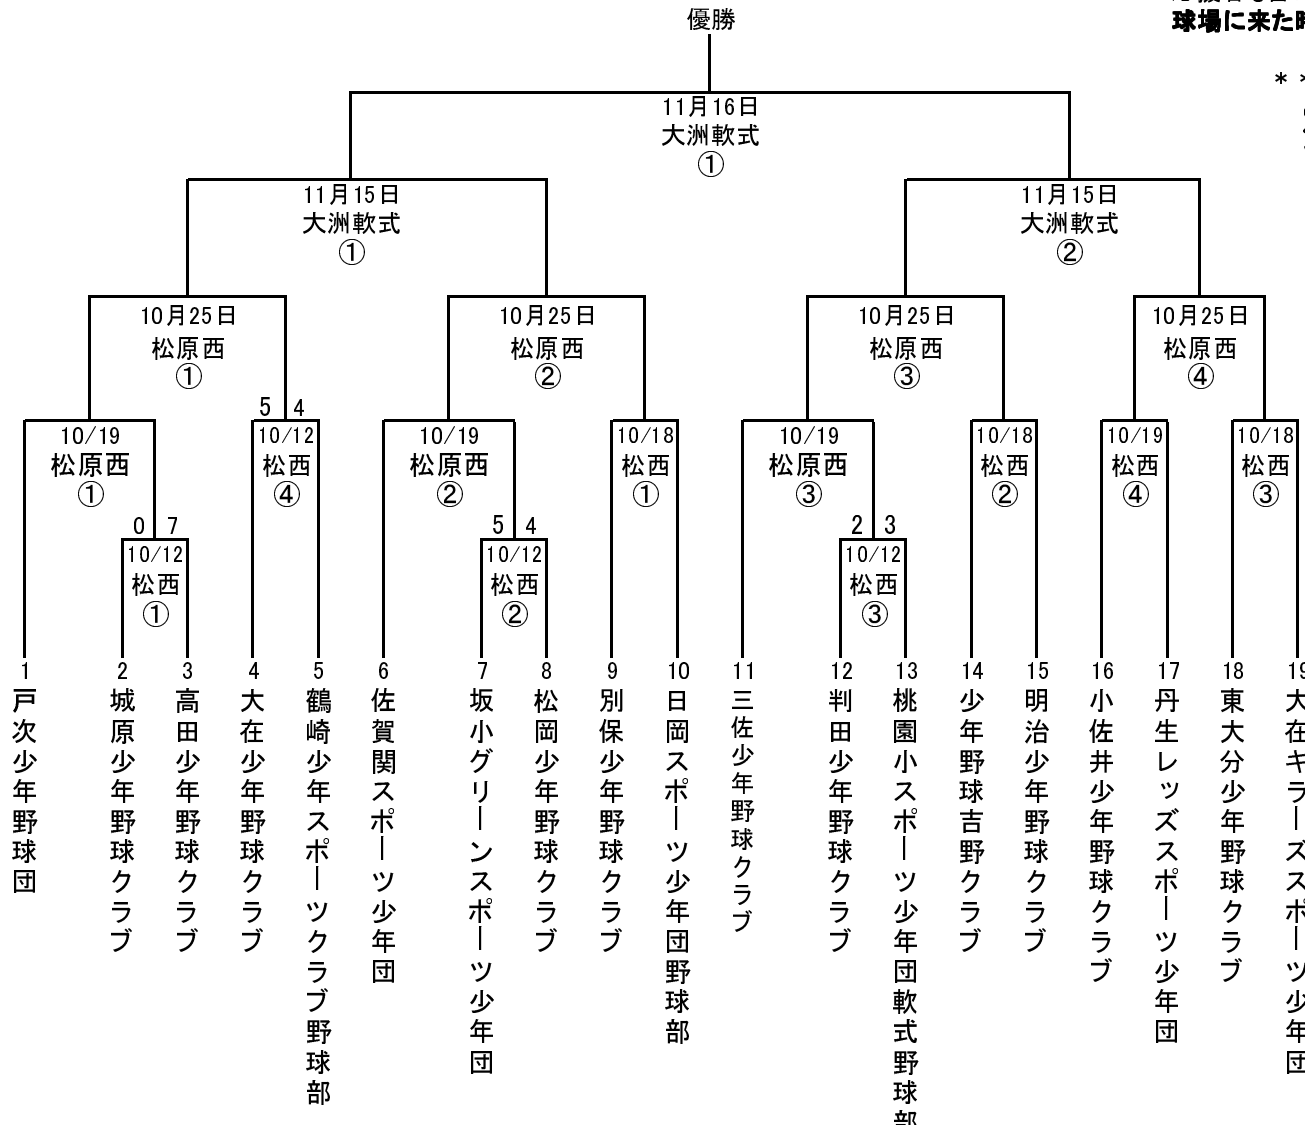 優勝
球場に来た
11月16日
大洲軟式
①
11月15日
大洲軟式
①
11月15日
大洲軟式
②
10月25日
松原西
①
10月25日
松原西
②
10月25日
松原西
③
10月25日
松原西
④
5 4
10/19
松原西
①
10/12
松西
④
10/19
松原西
②
10/18
松西
①
10/19
松原西
③
10/18
松西
②
10/19
松西
④
10/18
松西
③
0 7
10/12
松西
①
5 4
10/12
松西
②
2 3
10/12
松西
③
1
戸次少年野球団
2
城原少年野球クラブ
3
高田少年野球クラブ
4
大在少年野球クラブ
5
鶴崎少年スポーツクラブ野球部
6
佐賀関スポーツ少年団
7
坂小グリーンスポーツ少年団
8
松岡少年野球クラブ
9
別保少年野球クラブ
10
日岡スポーツ少年団野球部
11
三佐少年野球クラブ
12
判田少年野球クラブ
13
桃園小スポーツ少年団軟式野球部
14
少年野球吉野クラブ
15
明治少年野球クラブ
16
小佐井少年野球クラブ
17
丹生レッズスポーツ少年団
18
東大分少年野球クラブ
19
大在キラーズスポーツ少年団